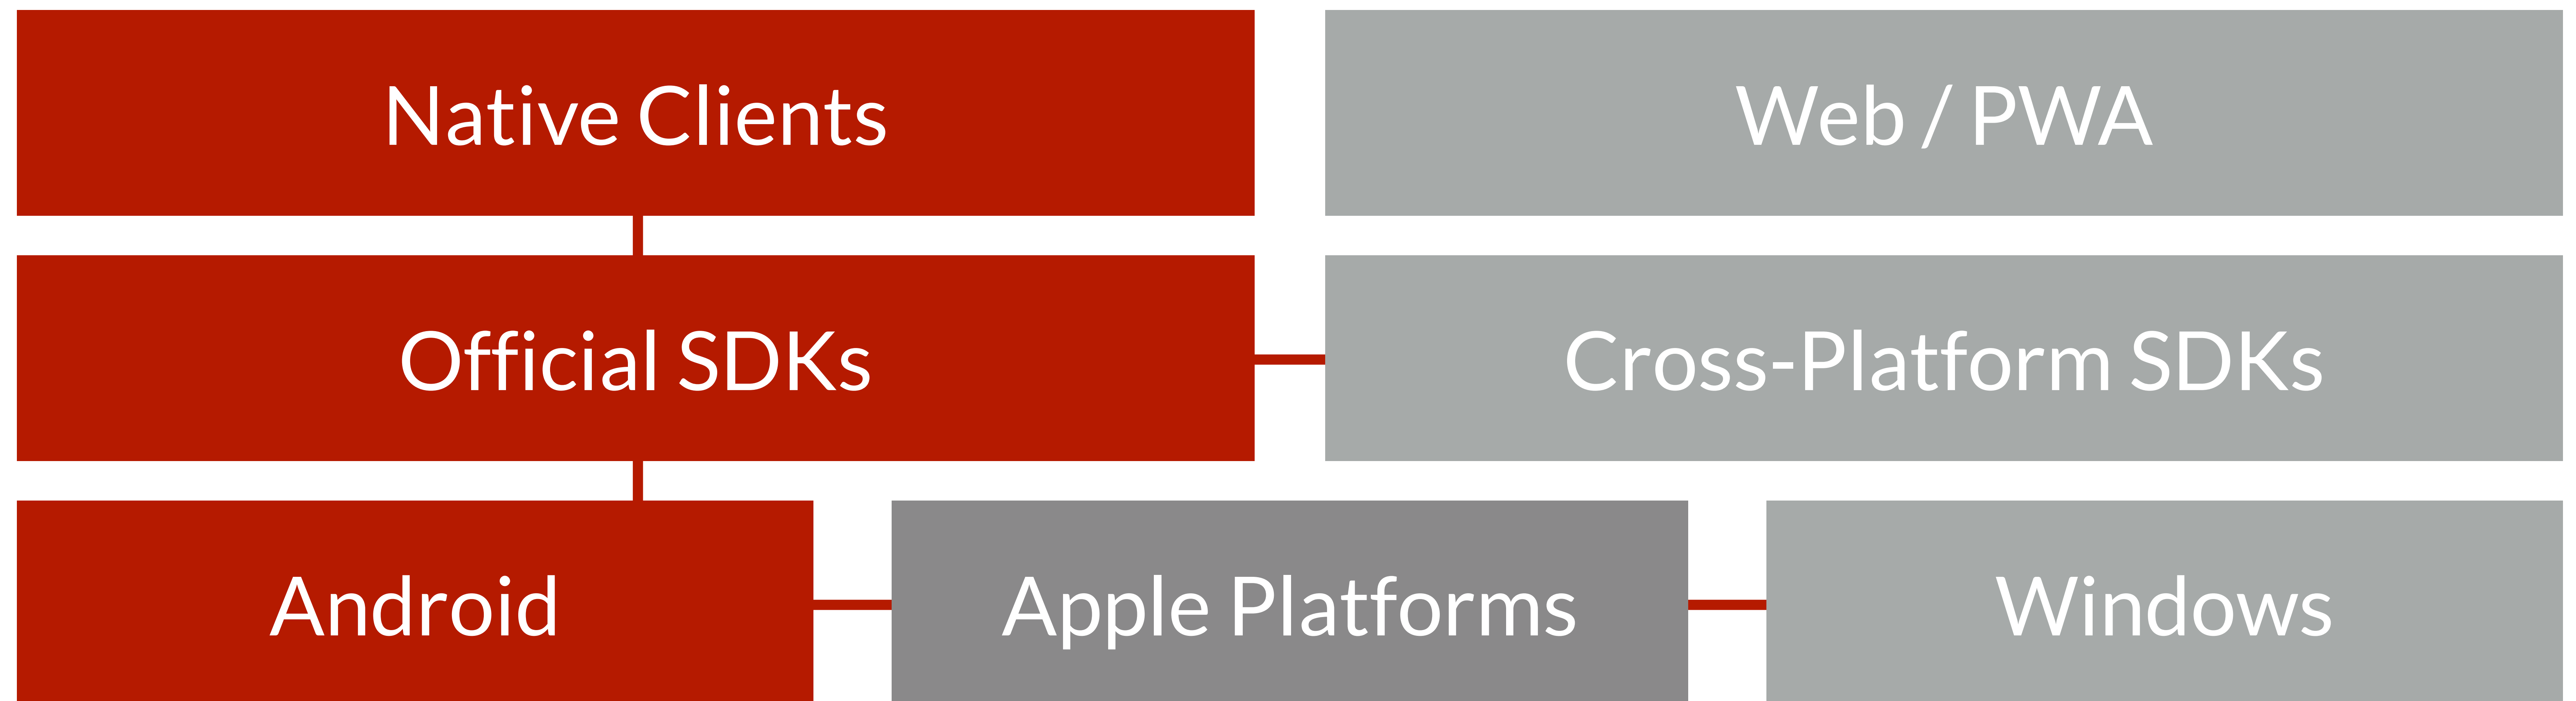 Native Clients
Web / PWA
Official SDKs
Cross-Platform SDKs
Android
Apple Platforms
Windows